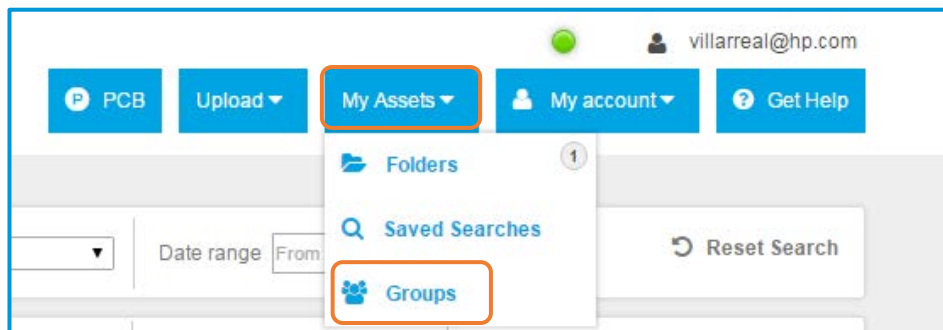 villarreal@hp.com
P PCB
Upload
My Assets
My account
? Get Help
Folders
1
Saved Searches
Date range
From
Reset Search
Groups